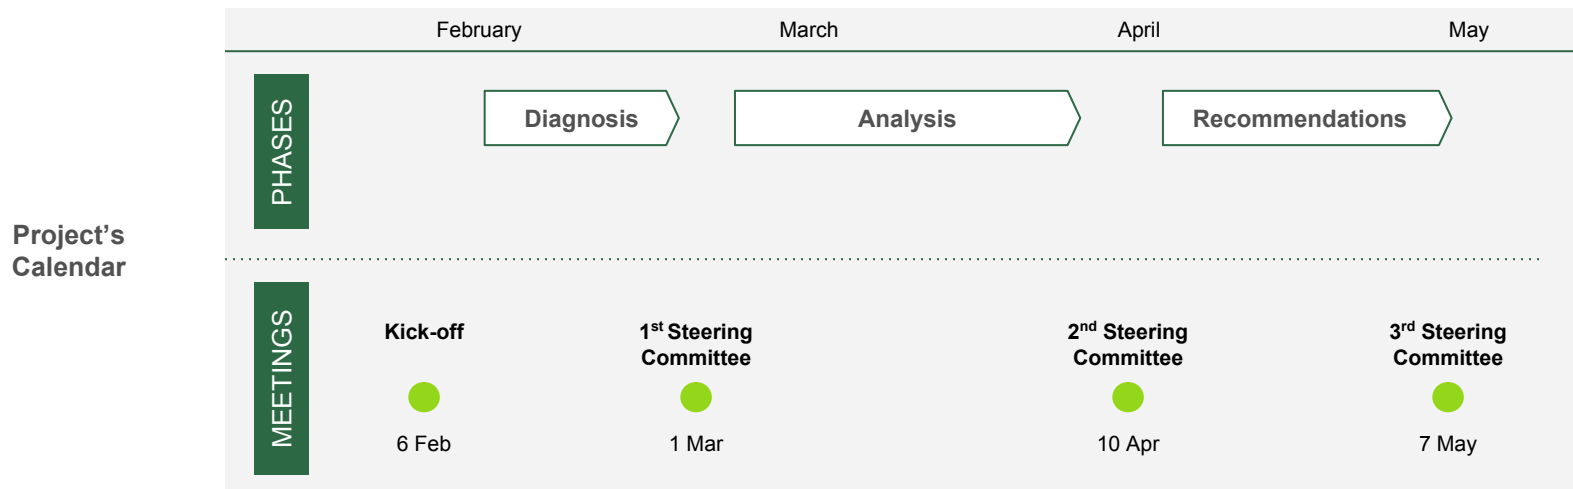 February March April May
PHASES
Diagnosis Analysis Recommendations
Project’s
Calendar
MEETINGS
Kick-off 1st Steering 2nd Steering 3rd Steering
Committee Committee Committee
6 Feb 1 Mar 10 Apr 7 May